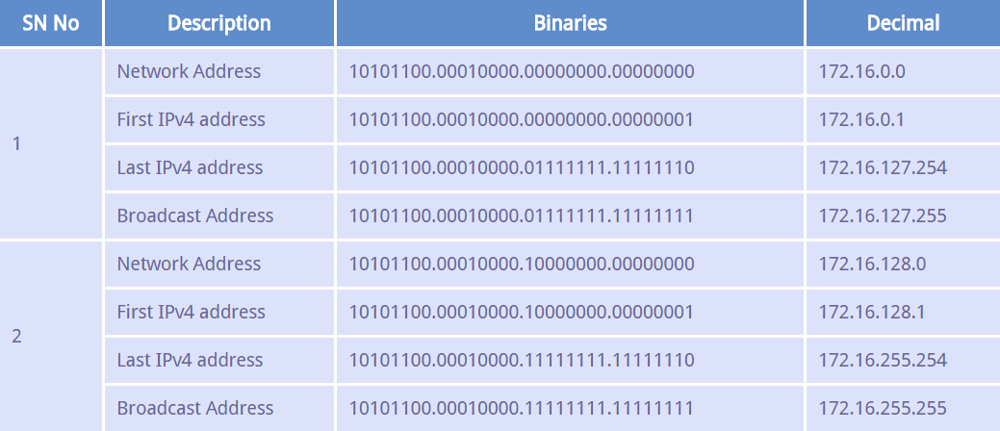 SN No Description Binaries Decimal
Network Address 10101100.00010000.00000000.00000000 172.16.0.0
First IPv4 address 10101100.00010000.00000000.00000001 172.16.0.1
1
Last IPv4 address 10101100.00010000.01111111.11111110 172.16.127.254
Broadcast Address 10101100.00010000.01111111.11111111 172.16.127.255
Network Address 10101100.00010000.10000000.00000000 172.16.128.0
First IPv4 address 10101100.00010000.10000000.00000001 172.16.128.1
2
Last IPv4 address 10101100.00010000.11111111.11111110 172.16.255.254
Broadcast Address 10101100.00010000.11111111.11111111 172.16.255.255